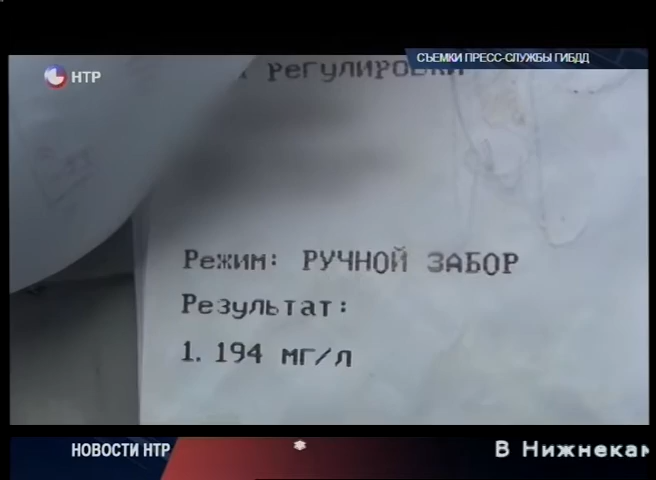 СЪЕМКИ ПРЕСС-СЛУЖБЫ ГИБДД
НТР
РЕГУЛИРОВКИ
Режим: РУЧНОЙ ЗАБОР
Результат:
1.194 мг/л
НОВОСТИ НТР
* В Нижнекам